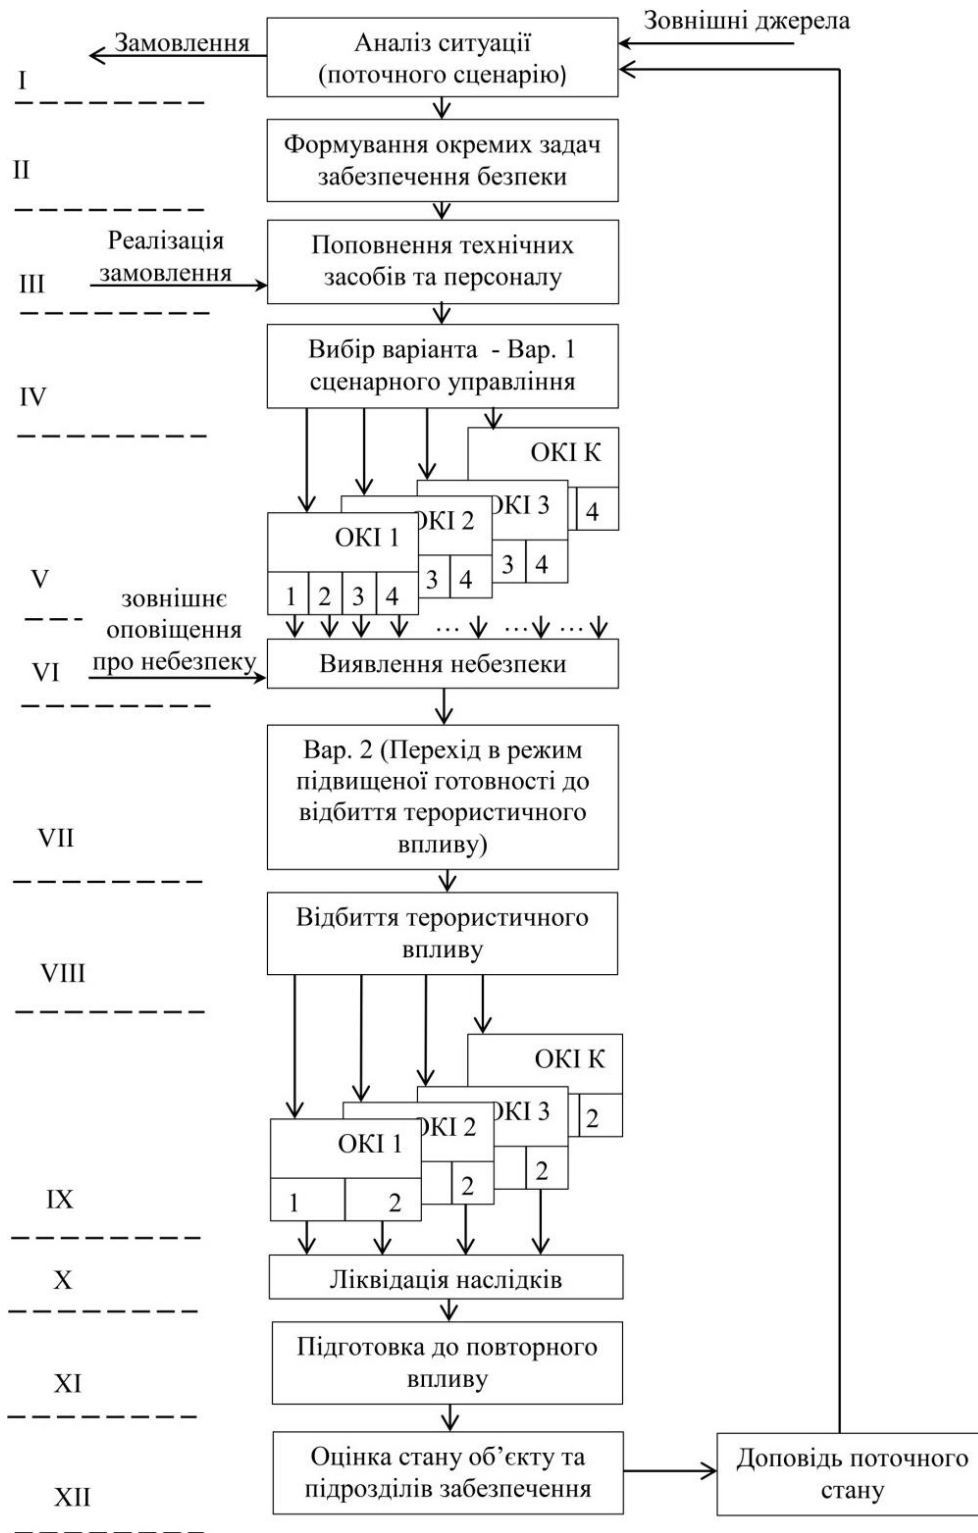 Зовнішні джерела
Замовлення
Аналіз ситуації
(поточного сценарію)
I
Формування окремих задач
забезпечення безпеки
II
Реалізація
замовлення
Поповнення технічних
засобів та персоналу
III
Вибір варіанта - Вар. 1
сценарного управління
IV
ОКІ К
4
ОКІ 3
3 4
ОКІ 2
3 4
ОКІ 1
1 2 3 4
V
зовнішнє
оповіщення
про небезпеку
… … …
Виявлення небезпеки
VI
Вар. 2 (Перехід в режим
підвищеної готовності до
відбиття терористичного
впливу)
VII
Відбиття терористичного
впливу
VIII
ОКІ К
2
ОКІ 3
2
ОКІ 2
2
ОКІ 1
1 2
IX
Ліквідація наслідків
X
Підготовка до повторного
впливу
XI
Оцінка стану об’єкту та
підрозділів забезпечення
Доповідь поточного
стану
XII